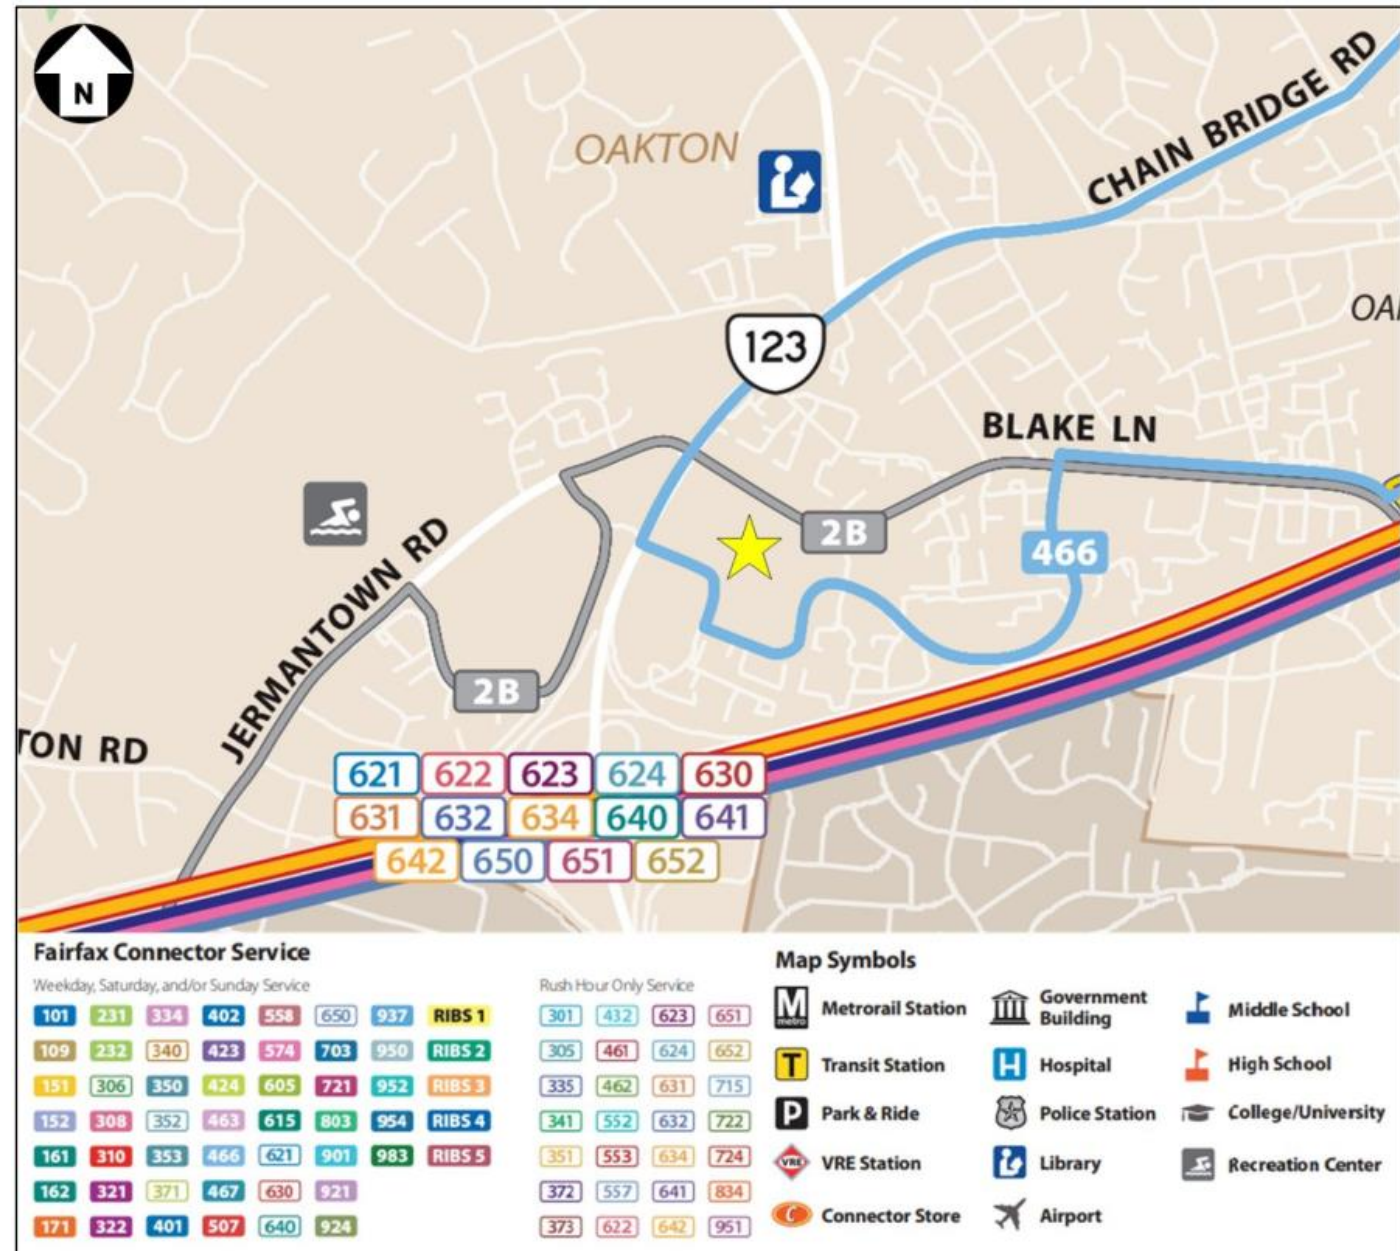 N
OAKTON
CHAIN BRIDGE RD
OA
123
BLAKE LN
2B
466
JERMANTOWN RD
2B
TON RD
621 622 623 624 630
631 632 634 640 641
642 650 651 652
Fairfax Connector Service
Weekday, Saturday, and/or Sunday Service
101 231 334 402 558 650 937 RIBS 1
109 232 340 423 574 703 950 RIBS 2
151 306 350 424 605 721 952 RIBS 3
152 308 352 463 615 803 954 RIBS 4
161 310 353 466 621 901 983 RIBS 5
162 321 371 467 630 921
171 322 401 507 640 924
Rush Hour Only Service
301 432 623 651
305 461 624 652
335 462 631 715
341 552 632 722
351 553 634 724
372 557 641 834
373 622 642 951
Map Symbols
M metro Metrorail Station
T Transit Station
P Park & Ride
VRE VRE Station
C Connector Store
Government
Building
H Hospital
Police Station
Library
Airport
Middle School
High School
College/University
Recreation Center